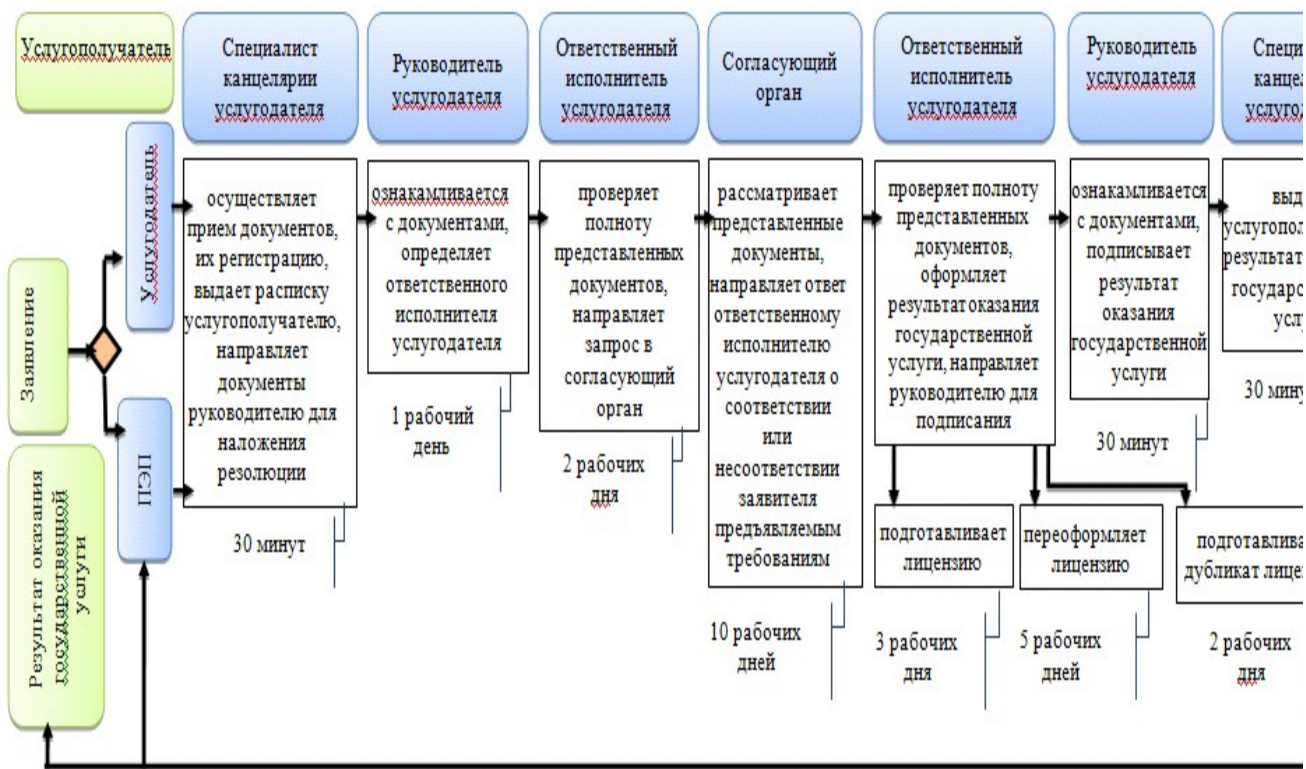 Услугополучатель
Специалист
канцелярии
услугодателя
Руководитель
услугодателя
Ответственный
исполнитель
услугодателя
Согласующий
орган
Ответственный
исполнитель
услугодателя
Руководитель
услугодателя
Услугодатель
ПЭП
Заявление
Результат оказания
государственной
услуги
осуществляет
прием документов,
их регистрацию,
выдает расписку
услугополучателю,
направляет
документы
руководителю для
наложения
резолюции
30 минут
ознакамливается
с документами,
определяет
ответственного
исполнителя
услугодателя
1 рабочий
день
проверяет
полноту
представленных
документов,
направляет
запрос в
согласующий
орган
2 рабочих
дня
рассматривает
представленные
документы,
направляет ответ
ответственному
исполнителю
услугодателя о
соответствии
или
несоответствии
заявителя
предъявляемым
требованиям
10 рабочих
дней
проверяет полноту
представленных
документов,
оформляет
результат оказания
государственной
услуги, направляет
руководителю для
подписания
подготавливает
лицензию
3 рабочих
дня
переоформляет
лицензию
5 рабочих
дней
дубликат
2 рабочих
дня
ознакамливается
с документами,
подписывает
результат
оказания
государственной
услуги
30 минут
результат
30